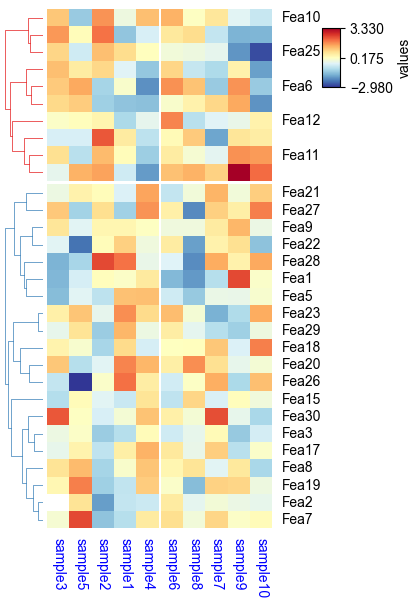 Fea10
Fea25
Fea6
Fea12
Fea11
Fea21
Fea27
Fea9
Fea22
Fea28
Fea1
Fea5
Fea23
Fea29
Fea18
Fea20
Fea26
Fea15
Fea30
Fea3
Fea17
Fea8
Fea19
Fea2
Fea7
3.330
0.175
−2.980
values
sample3
sample5
sample2
sample1
sample4
sample6
sample8
sample7
sample9
sample10